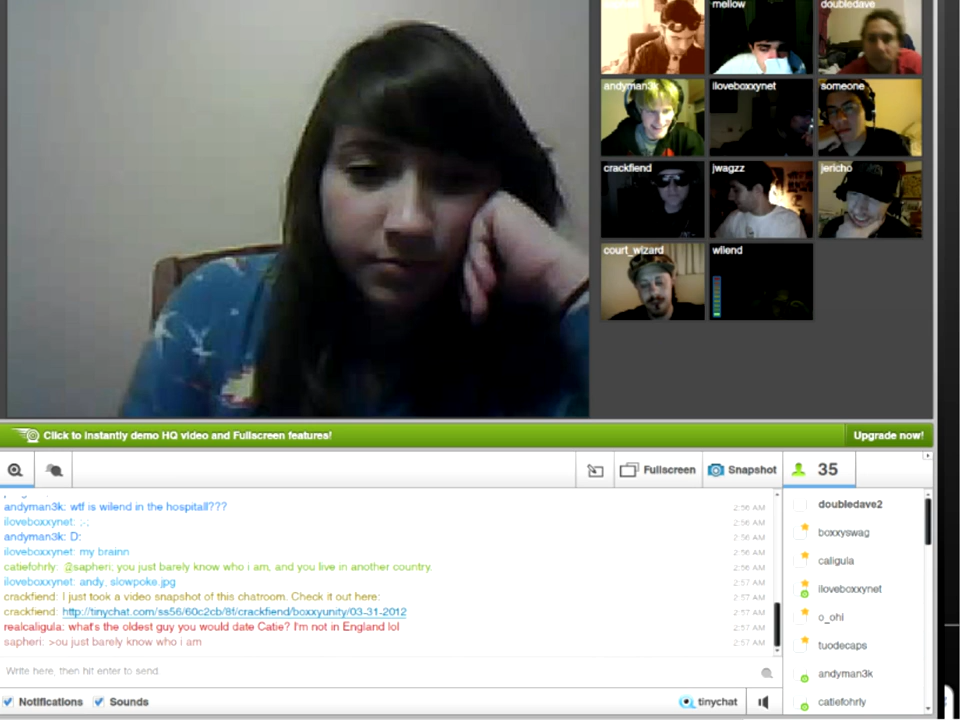 mellow
doubledave
andyman3k
iloveboxxynet
someone
crackfiend
jwagzz
jericho
court_wizard
wilend
Click to instantly demo HQ video and Fullscreen features!
Upgrade now!
Fullscreen
Snapshot
35
andyman3k: wtf is wilend in the hospitall??? 2:56 AM
iloveboxxynet: ;-; 2:56 AM
andyman3k: D: 2:56 AM
iloveboxxynet: my brainn 2:56 AM
catiefohrly: @sapheri: you just barely know who i am, and you live in another country. 2:56 AM
iloveboxxynet: andy, slowpoke.jpg 2:57 AM
crackfiend: I just took a video snapshot of this chatroom. Check it out here: 2:57 AM
crackfiend: http://tinychat.com/ss56/60c2cb/8f/crackfiend/boxxyunity/03-31-2012 2:57 AM
realcaligula: what's the oldest guy you would date Catie? I'm not in England lol 2:57 AM
sapheri: >ou just barely know who i am 2:57 AM
Write here, then hit enter to send
Notifications
Sounds
tinychat
doubledave2
boxxyswag
caligula
iloveboxxynet
o_ohi
tuodecaps
andyman3k
catiefohrly